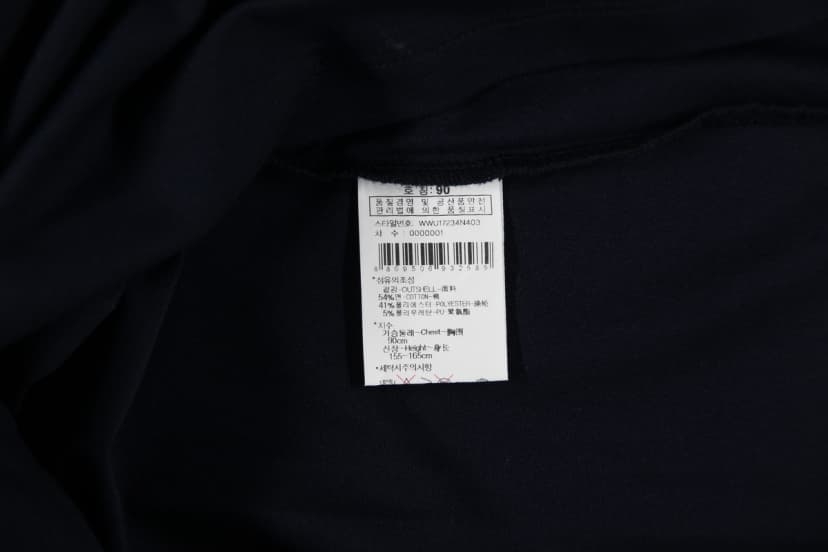 호 칭: 90
품질경영 및 공산품안전
관리법에 의한 품질표시
스타일번호: WWU17234N403
차 수 : 0000001
8 809506 932589
*섬유의조성
겉감-OUTSHELL-面料
54%면-COTTON-棉
41%폴리에스터-POLYESTER-涤纶
5%폴리우레탄-PU-聚氨酯
*치수
가슴둘레-Chest-胸围
90cm
신장-Height-身长
155-165cm
*세탁시주의사항